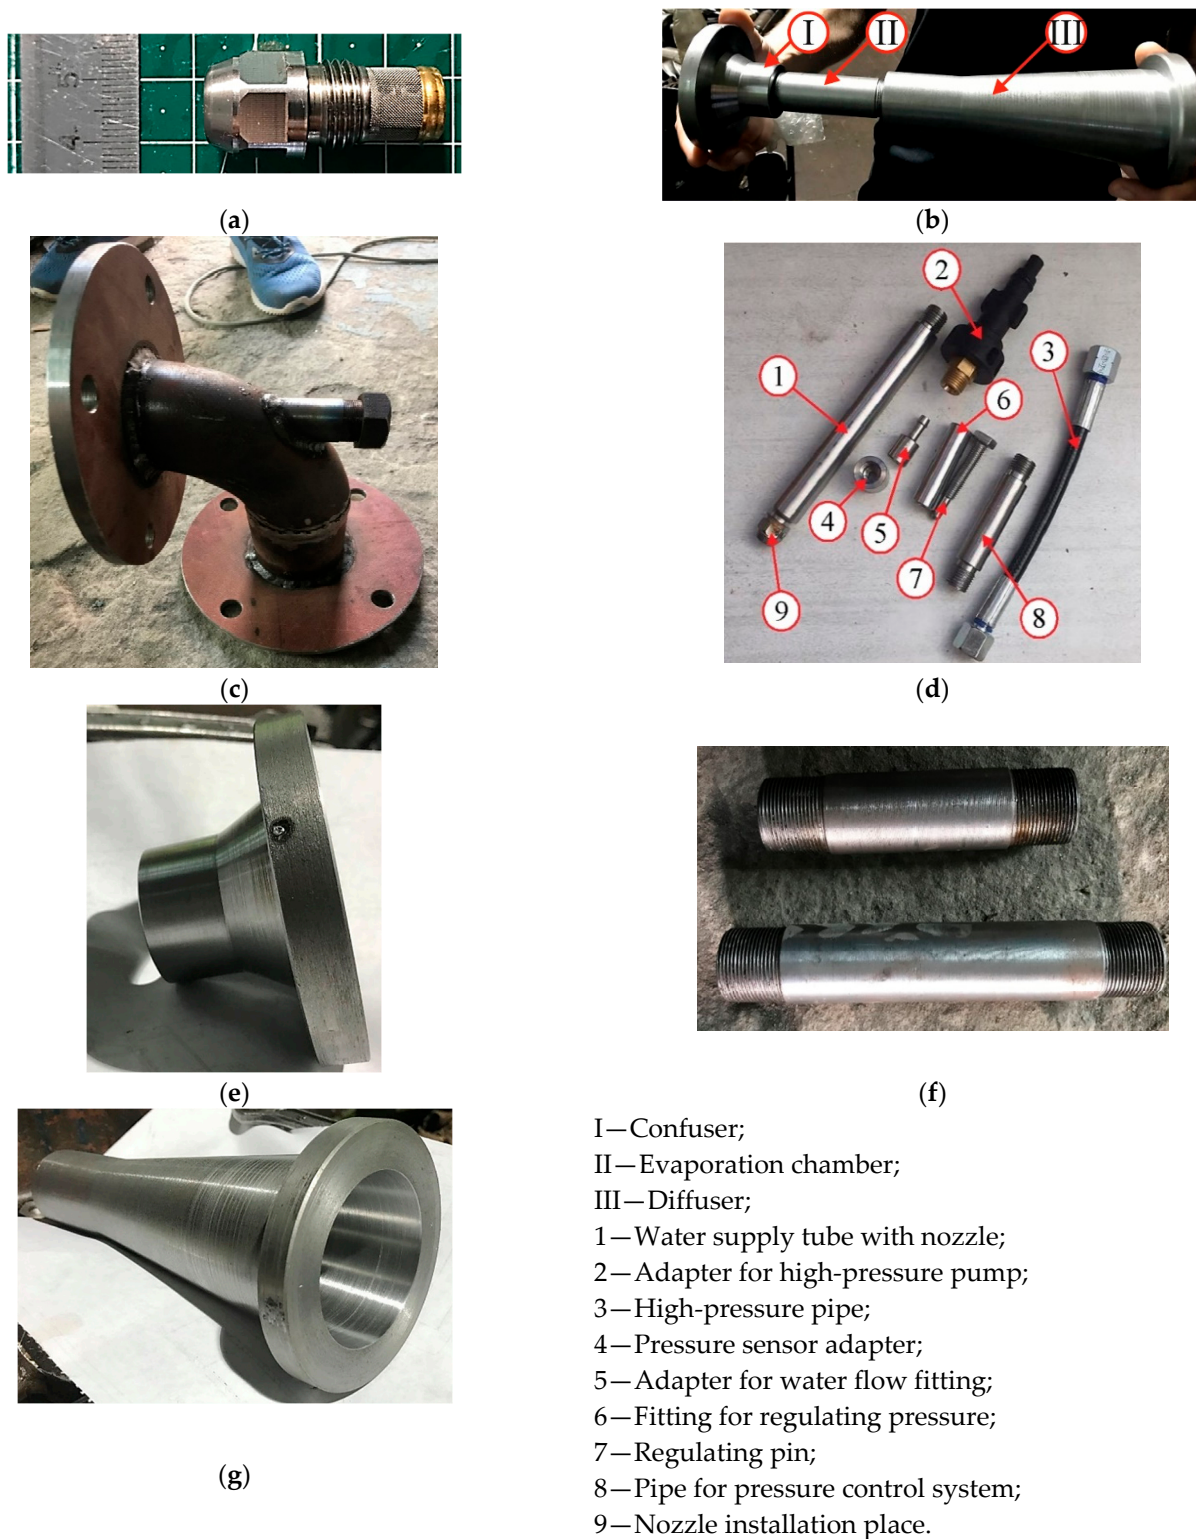 5
4
(a)
I
II
III
(b)
(c)
1
2
3
4
5
6
7
8
9
(d)
(e)
(f)
(g)
I—Confuser;
II—Evaporation chamber;
III—Diffuser;
1—Water supply tube with nozzle;
2—Adapter for high-pressure pump;
3—High-pressure pipe;
4—Pressure sensor adapter;
5—Adapter for water flow fitting;
6—Fitting for regulating pressure;
7—Regulating pin;
8—Pipe for pressure control system;
9—Nozzle installation place.